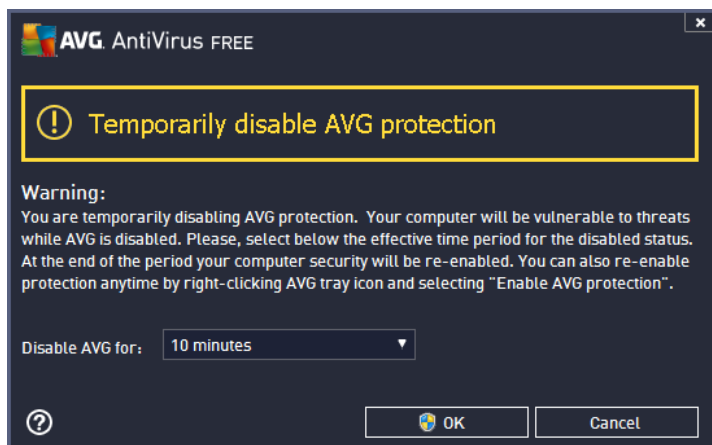 AVG. AntiVirus FREE
Temporarily disable AVG protection
Warning:
You are temporarily disabling AVG protection. Your computer will be vulnerable to threats
while AVG is disabled. Please, select below the effective time period for the disabled status.
At the end of the period your computer security will be re-enabled. You can also re-enable
protection anytime by right-clicking AVG tray icon and selecting "Enable AVG protection".
Disable AVG for: 10 minutes
OK Cancel